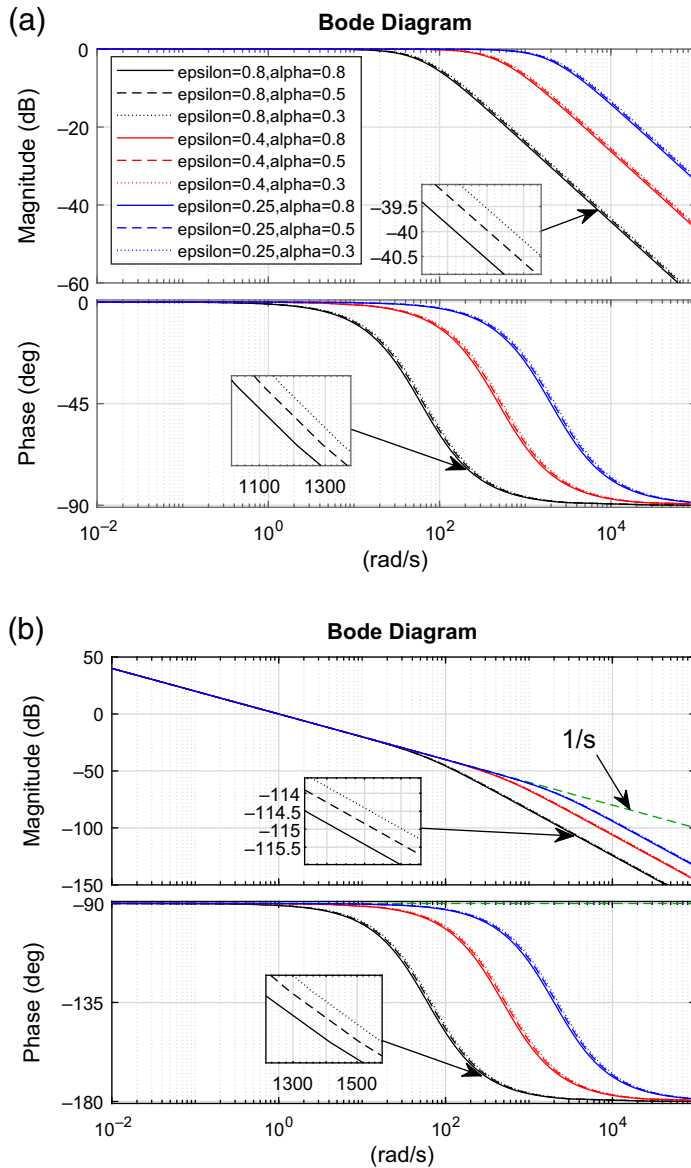 (a)
Bode Diagram
Magnitude (dB)
0
−20
−40
−60
epsilon=0.8,alpha=0.8
epsilon=0.8,alpha=0.5
epsilon=0.8,alpha=0.3
epsilon=0.4,alpha=0.8
epsilon=0.4,alpha=0.5
epsilon=0.4,alpha=0.3
epsilon=0.25,alpha=0.8
epsilon=0.25,alpha=0.5
epsilon=0.25,alpha=0.3
−39.5
−40
−40.5
Phase (deg)
0
−45
−90
1100 1300
10⁻² 10⁰ 10² 10⁴
(rad/s)
(b)
Bode Diagram
Magnitude (dB)
50
0
−50
−100
−150
1/s
−114
−114.5
−115
−115.5
Phase (deg)
−90
−135
−180
1300 1500
10⁻² 10⁰ 10² 10⁴
(rad/s)